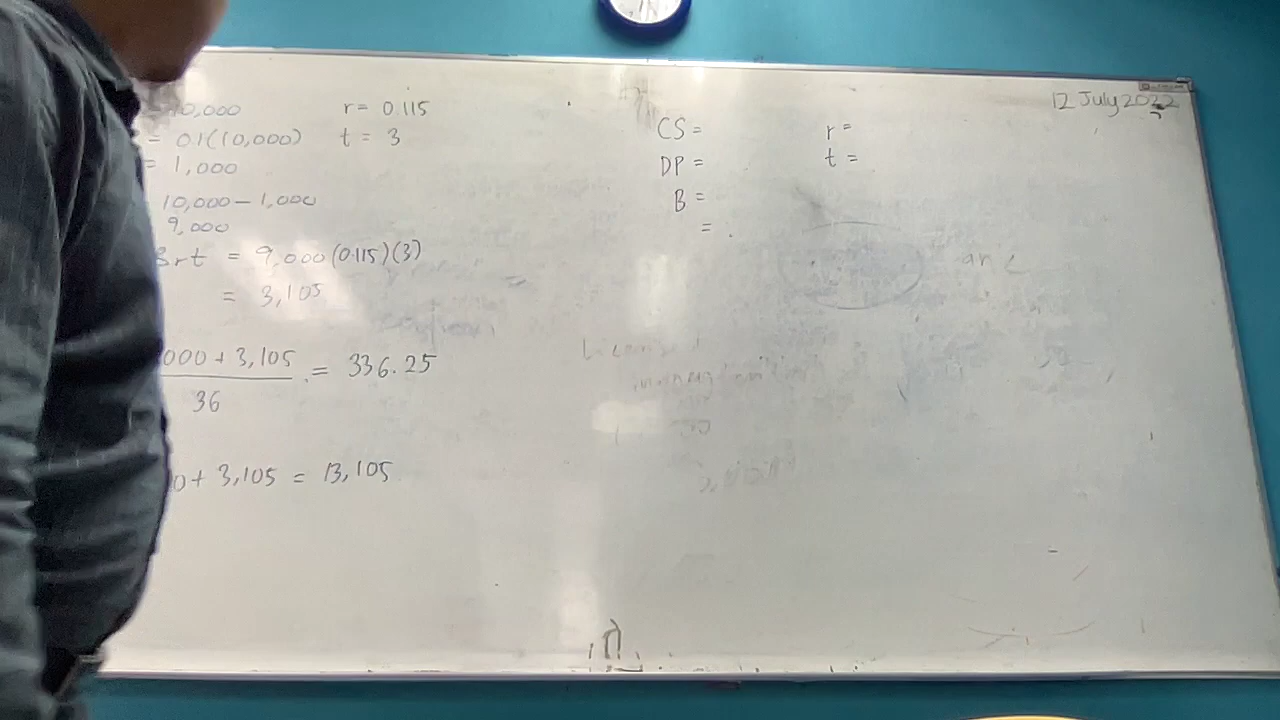 10,000 r = 0.115
= 0.1(10,000) t = 3
= 1,000
10,000 – 1,000
9,000
Brt = 9,000 (0.115)(3)
= 3,105
000 + 3,105 = 336.25
36
0 + 3,105 = 13,105
CS = r =
DP = t =
B =
= .
12 July 202